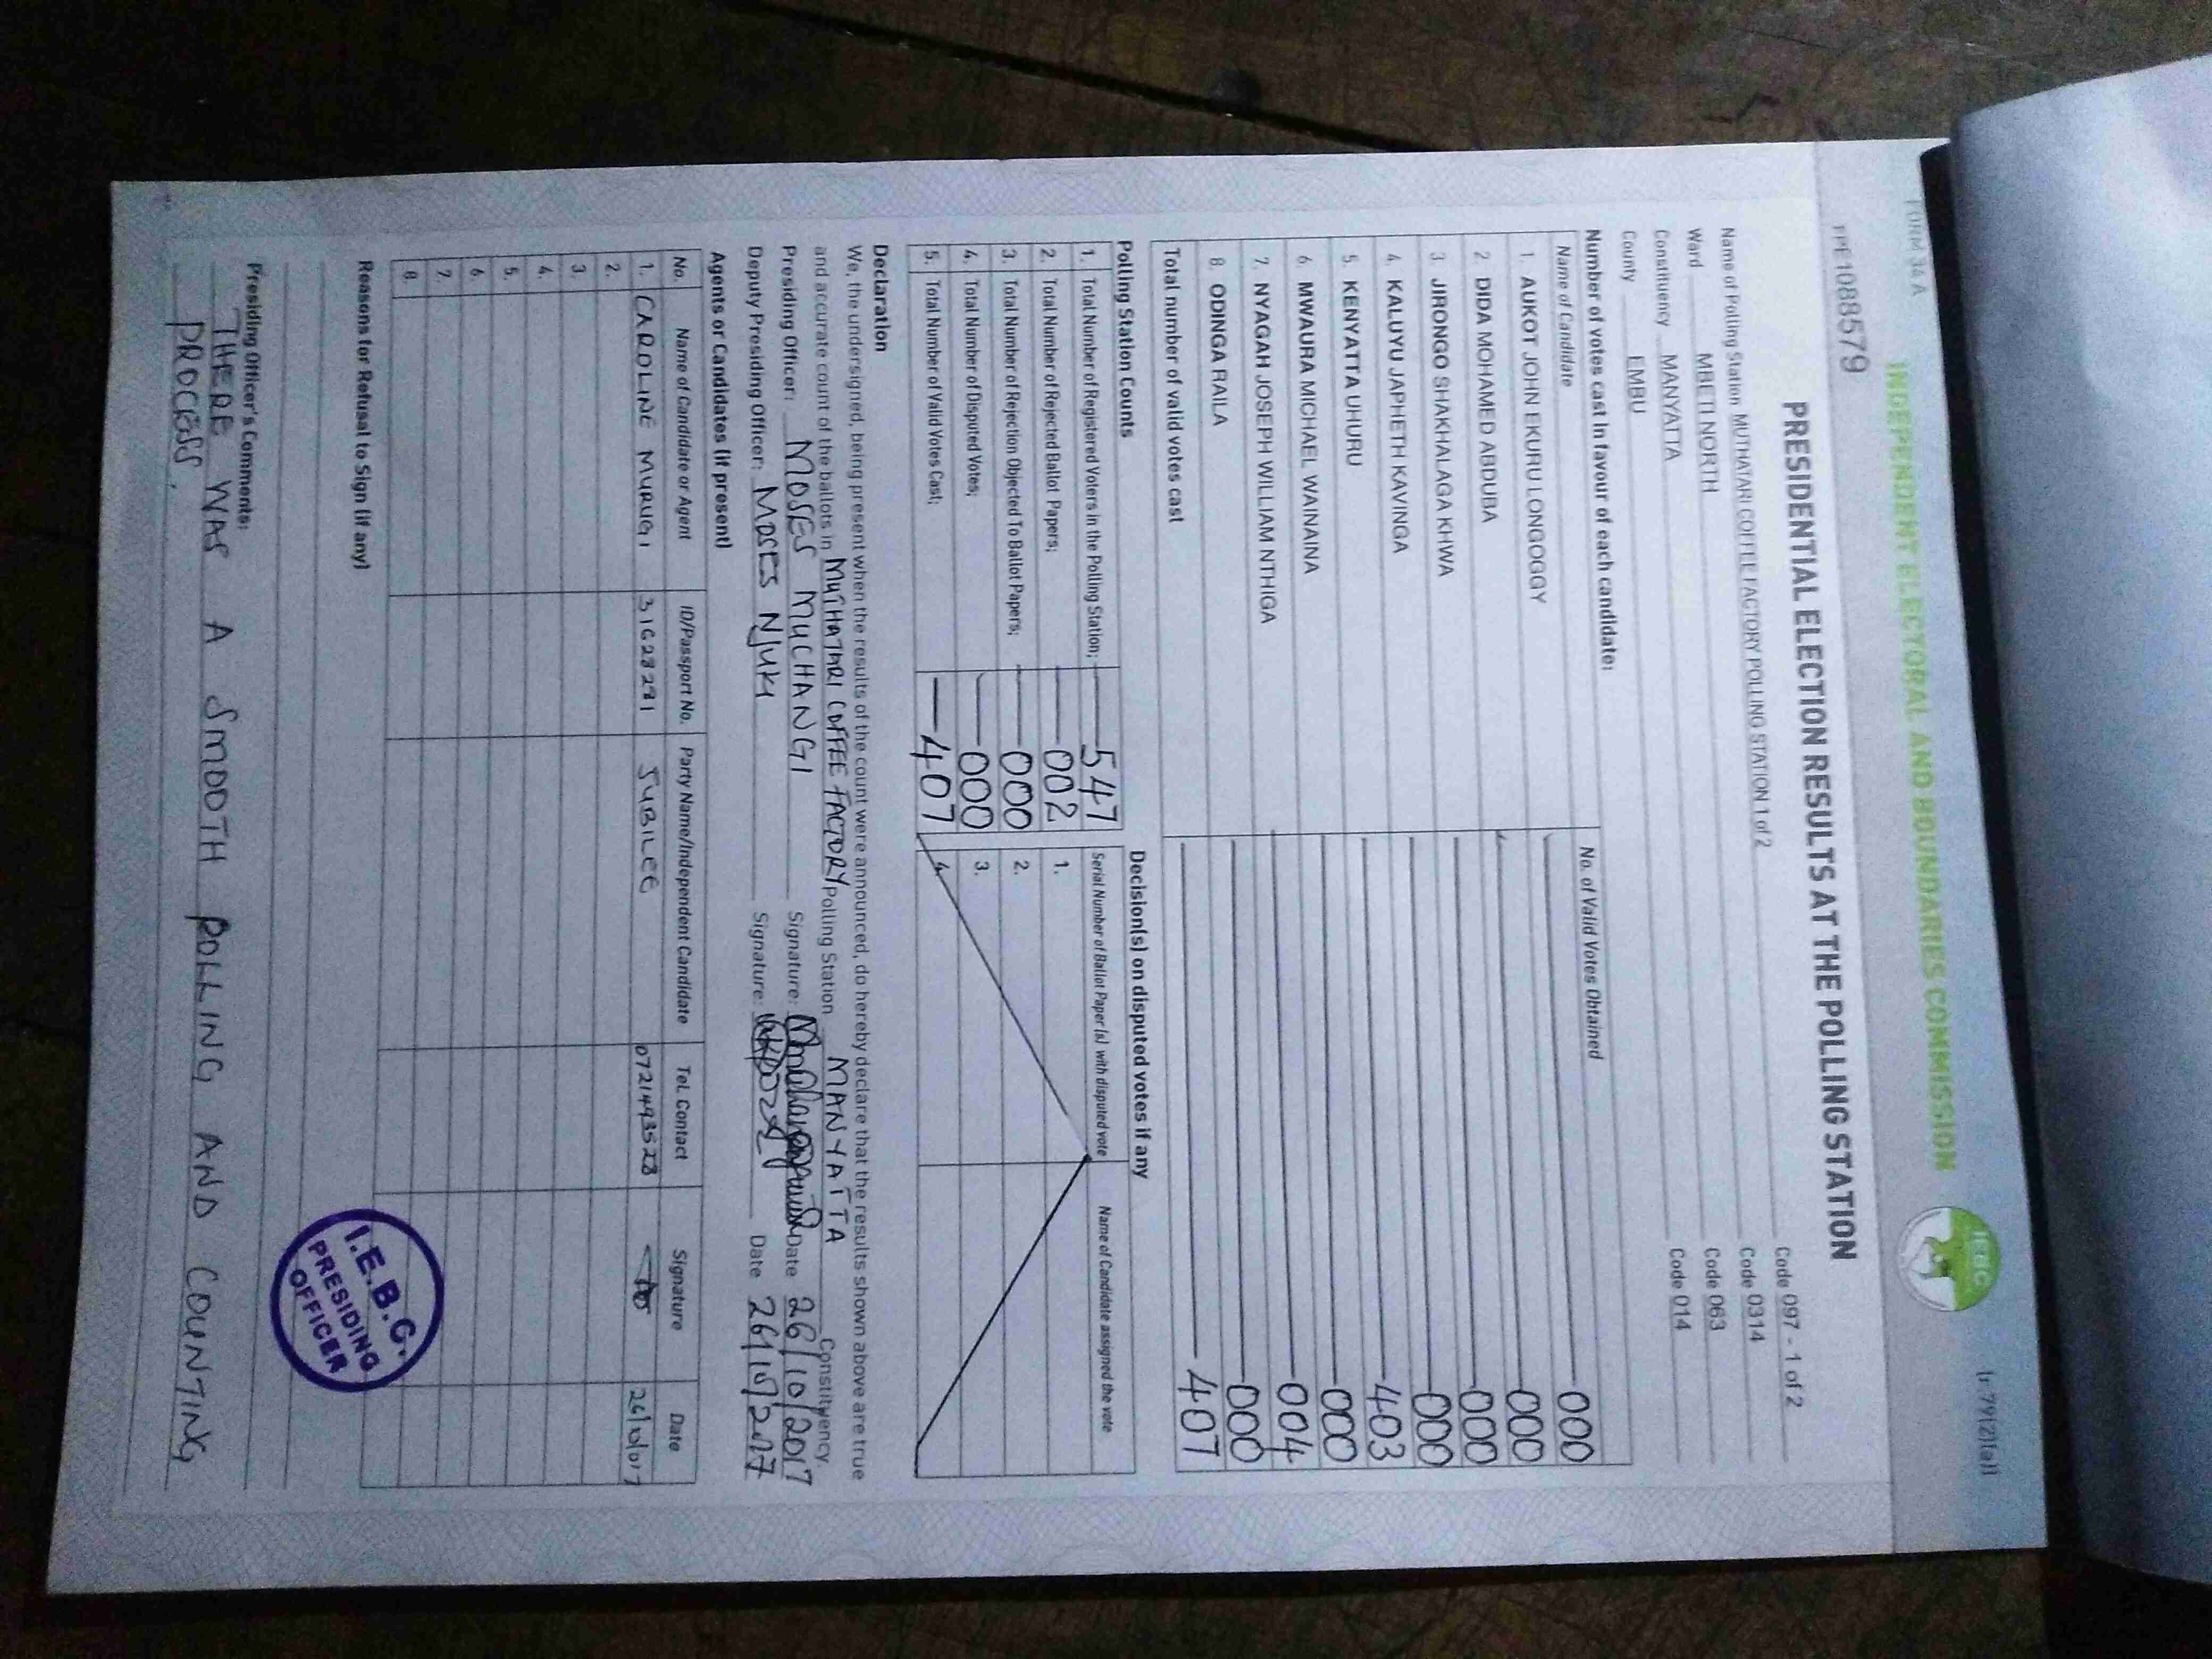 FORM 34 A
(r 79(2)(a))
INDEPENDENT ELECTORAL AND BOUNDARIES COMMISSION
IEBC
PPE1088579
PRESIDENTIAL ELECTION RESULTS AT THE POLLING STATION
Name of Polling Station MUTHATARI COFFEE FACTORY POLLING STATION 1 of 2 Code 097 - 1 of 2
Ward MBETI NORTH Code 0314
Constituency MANYATTA Code 063
County EMBU Code 014
Number of votes cast in favour of each candidate:
Name of Candidate No. of Valid Votes Obtained
1. AUKOT JOHN EKURU LONGOGGY 000
2. DIDA MOHAMED ABDUBA 000
3. JIRONGO SHAKHALAGA KHWA 000
4. KALUYU JAPHETH KAVINGA 000
5. KENYATTA UHURU 403
6. MWAURA MICHAEL WAINAINA 000
7. NYAGAH JOSEPH WILLIAM NTHIGA 004
8. ODINGA RAILA 000
Total number of valid votes cast 407
Polling Station Counts
1. Total Number of Registered Voters in the Polling Station; 547
2. Total Number of Rejected Ballot Papers; 002
3. Total Number of Rejection Objected To Ballot Papers; 000
4. Total Number of Disputed Votes; 000
5. Total Number of Valid Votes Cast; 407
Decision(s) on disputed votes if any
Serial Number of Ballot Paper (s) with disputed vote Name of Candidate assigned the vote
1.
2.
3.
4.
Declaration
We, the undersigned, being present when the results of the count were announced, do hereby declare that the results shown above are true
and accurate count of the ballots in MUTHATARI COFFEE FACTORY Polling Station MANYATTA Constituency.
Presiding Officer: MOSES MUCHANGI Signature: Date 26/10/2017
Deputy Presiding Officer: MOSES NJUKI Signature: Date 26/10/2017
Agents or Candidates (if present)
No. Name of Candidate or Agent ID/Passport No. Party Name/Independent Candidate Tel. Contact Signature Date
1. CAROLINE MURUGI JUBILEE 0721493528 26/10/017
2.
3.
4.
5.
6.
7.
8.
Reasons for Refusal to Sign (if any)
I.E.B.C.
PRESIDING
OFFICER
Presiding Officer's Comments:
THERE WAS A SMOOTH POLLING AND COUNTING
PROCESS.